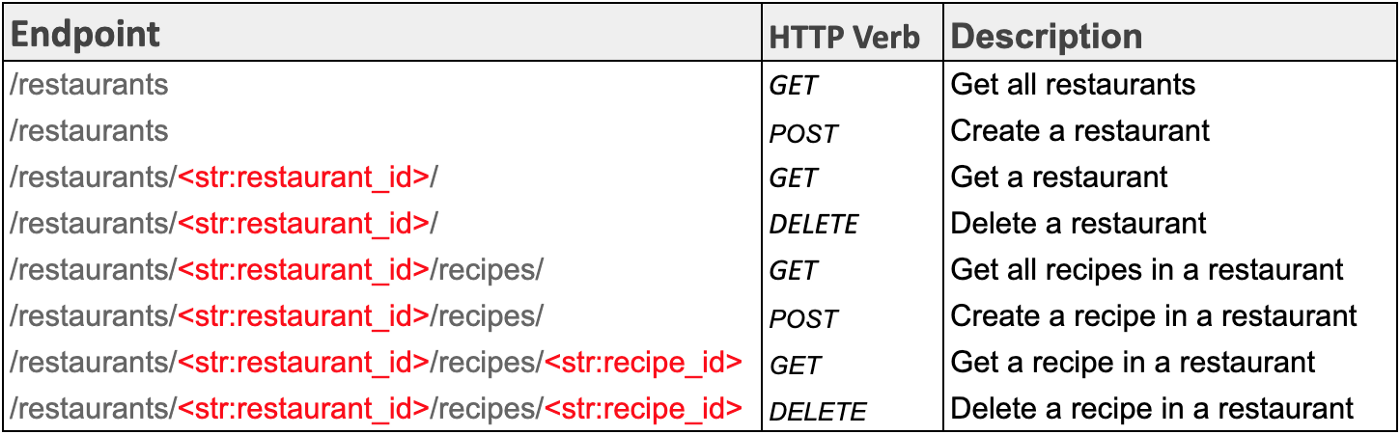 Endpoint HTTP Verb Description
/restaurants GET Get all restaurants
/restaurants POST Create a restaurant
/restaurants/<str:restaurant_id>/ GET Get a restaurant
/restaurants/<str:restaurant_id>/ DELETE Delete a restaurant
/restaurants/<str:restaurant_id>/recipes/ GET Get all recipes in a restaurant
/restaurants/<str:restaurant_id>/recipes/ POST Create a recipe in a restaurant
/restaurants/<str:restaurant_id>/recipes/<str:recipe_id> GET Get a recipe in a restaurant
/restaurants/<str:restaurant_id>/recipes/<str:recipe_id> DELETE Delete a recipe in a restaurant